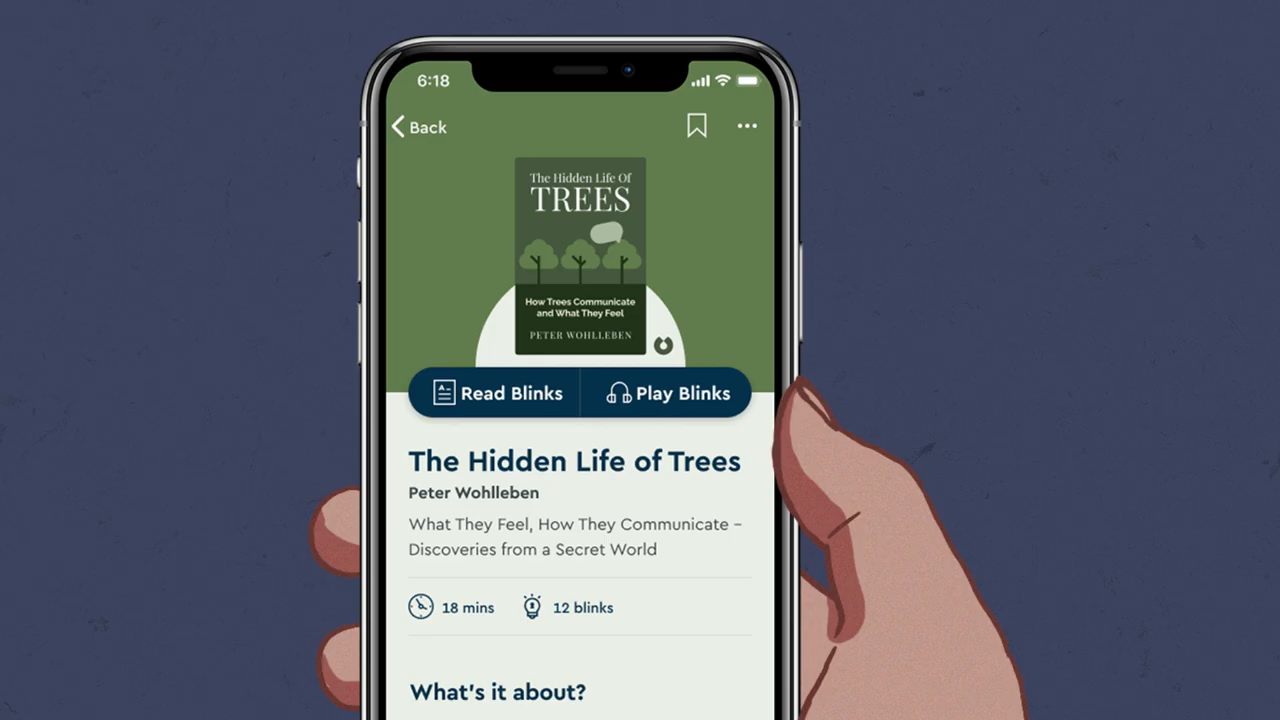 6:18
Back
The Hidden Life Of
TREES
How Trees Communicate
and What They Feel
PETER WOHLLEBEN
Read Blinks
Play Blinks
The Hidden Life of Trees
Peter Wohlleben
What They Feel, How They Communicate –
Discoveries from a Secret World
18 mins
12 blinks
What's it about?